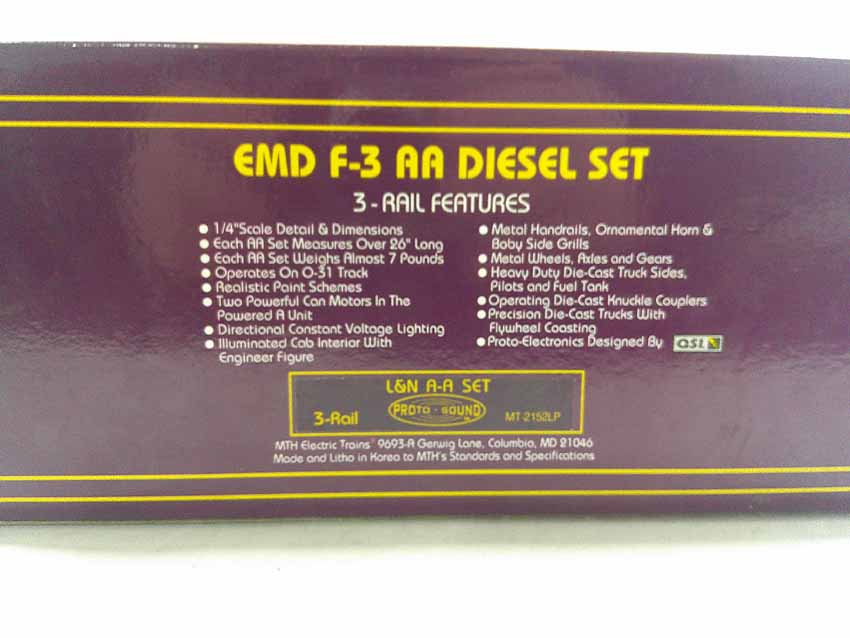 EMD F-3 AA DIESEL SET
3-RAIL FEATURES
• 1/4"Scale Detail & Dimensions
• Each AA Set Measures Over 26" Long
• Each AA Set Weighs Almost 7 Pounds
• Operates On O-31 Track
• Realistic Paint Schemes
• Two Powerful Can Motors In The
Powered A Unit
• Directional Constant Voltage Lighting
• Illuminated Cab Interior With
Engineer Figure
• Metal Handrails, Ornamental Horn &
Boby Side Grills
• Metal Wheels, Axles and Gears
• Heavy Duty Die-Cast Truck Sides,
Pilots and Fuel Tank
• Operating Die-Cast Knuckle Couplers
• Precision Die-Cast Trucks With
Flywheel Coasting
• Proto-Electronics Designed By QSI
L&N A-A SET
3-Rail PROTO-SOUND MT-2152LP
MTH Electric Trains 9693-A Gerwig Lane, Columbia, MD 21046
Made and Litho in Korea to MTH's Standards and Specifications